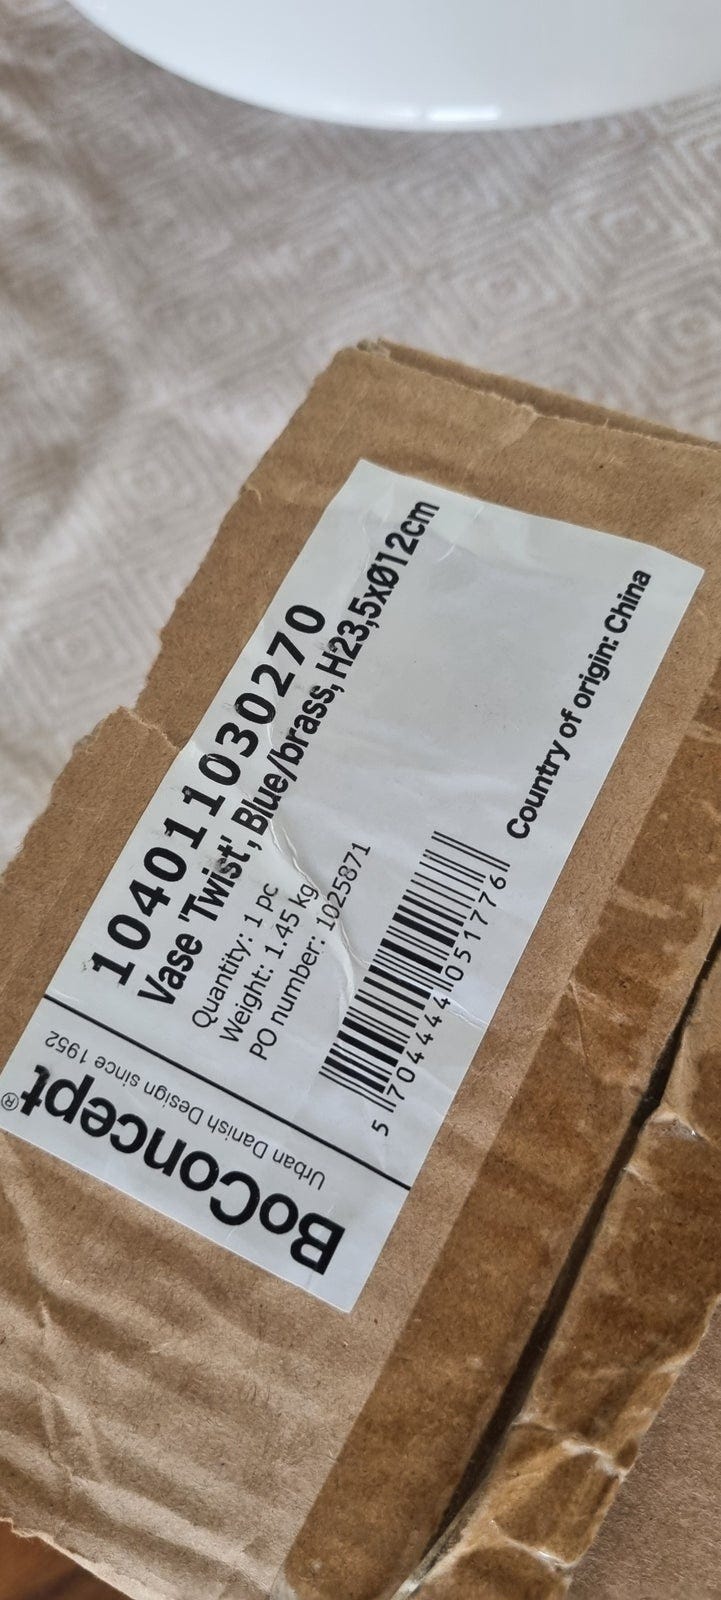 BoConcept®
Urban Danish Design since 1952
104011030270
Vase 'Twist', Blue/brass, H23,5xØ12cm
Quantity: 1 pc
Weight: 1.45 kg
PO number: 1025871
5 704444 051776
Country of origin: China